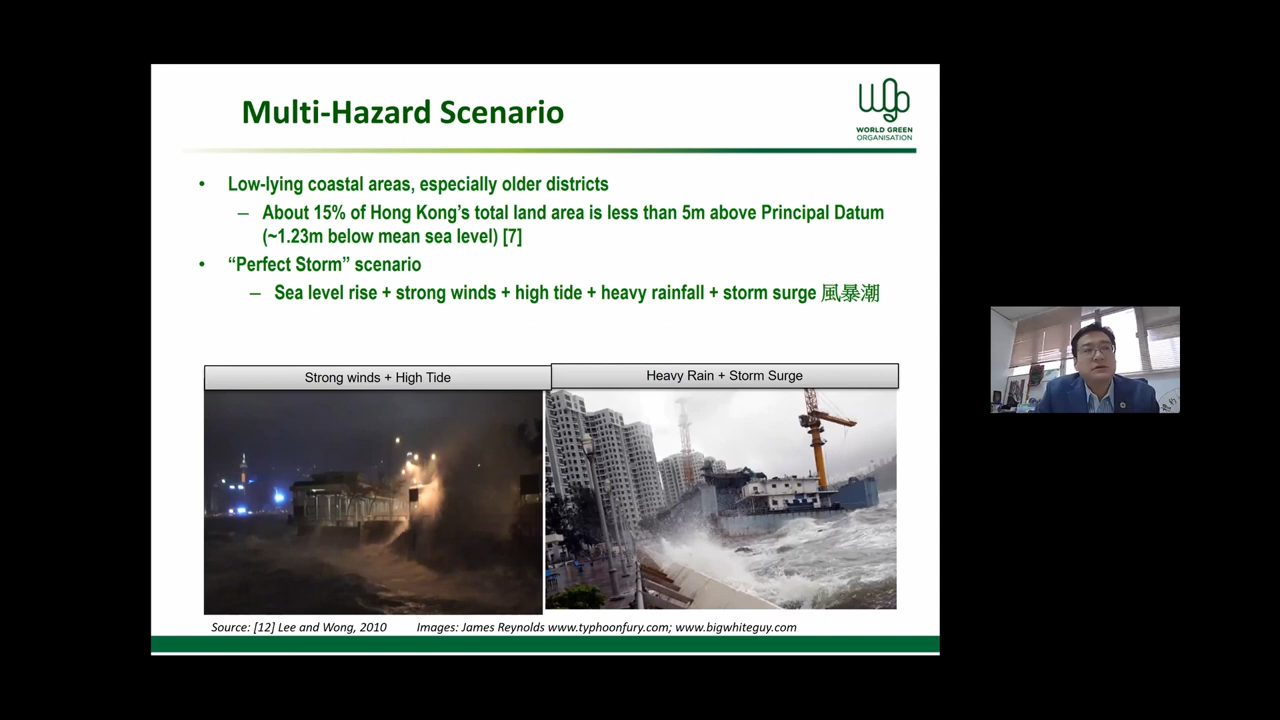 Multi-Hazard Scenario
WORLD GREEN
ORGANISATION
• Low-lying coastal areas, especially older districts
– About 15% of Hong Kong’s total land area is less than 5m above Principal Datum
(~1.23m below mean sea level) [7]
• “Perfect Storm” scenario
– Sea level rise + strong winds + high tide + heavy rainfall + storm surge 風暴潮
Strong winds + High Tide
Heavy Rain + Storm Surge
Source: [12] Lee and Wong, 2010
Images: James Reynolds www.typhoonfury.com; www.bigwhiteguy.com